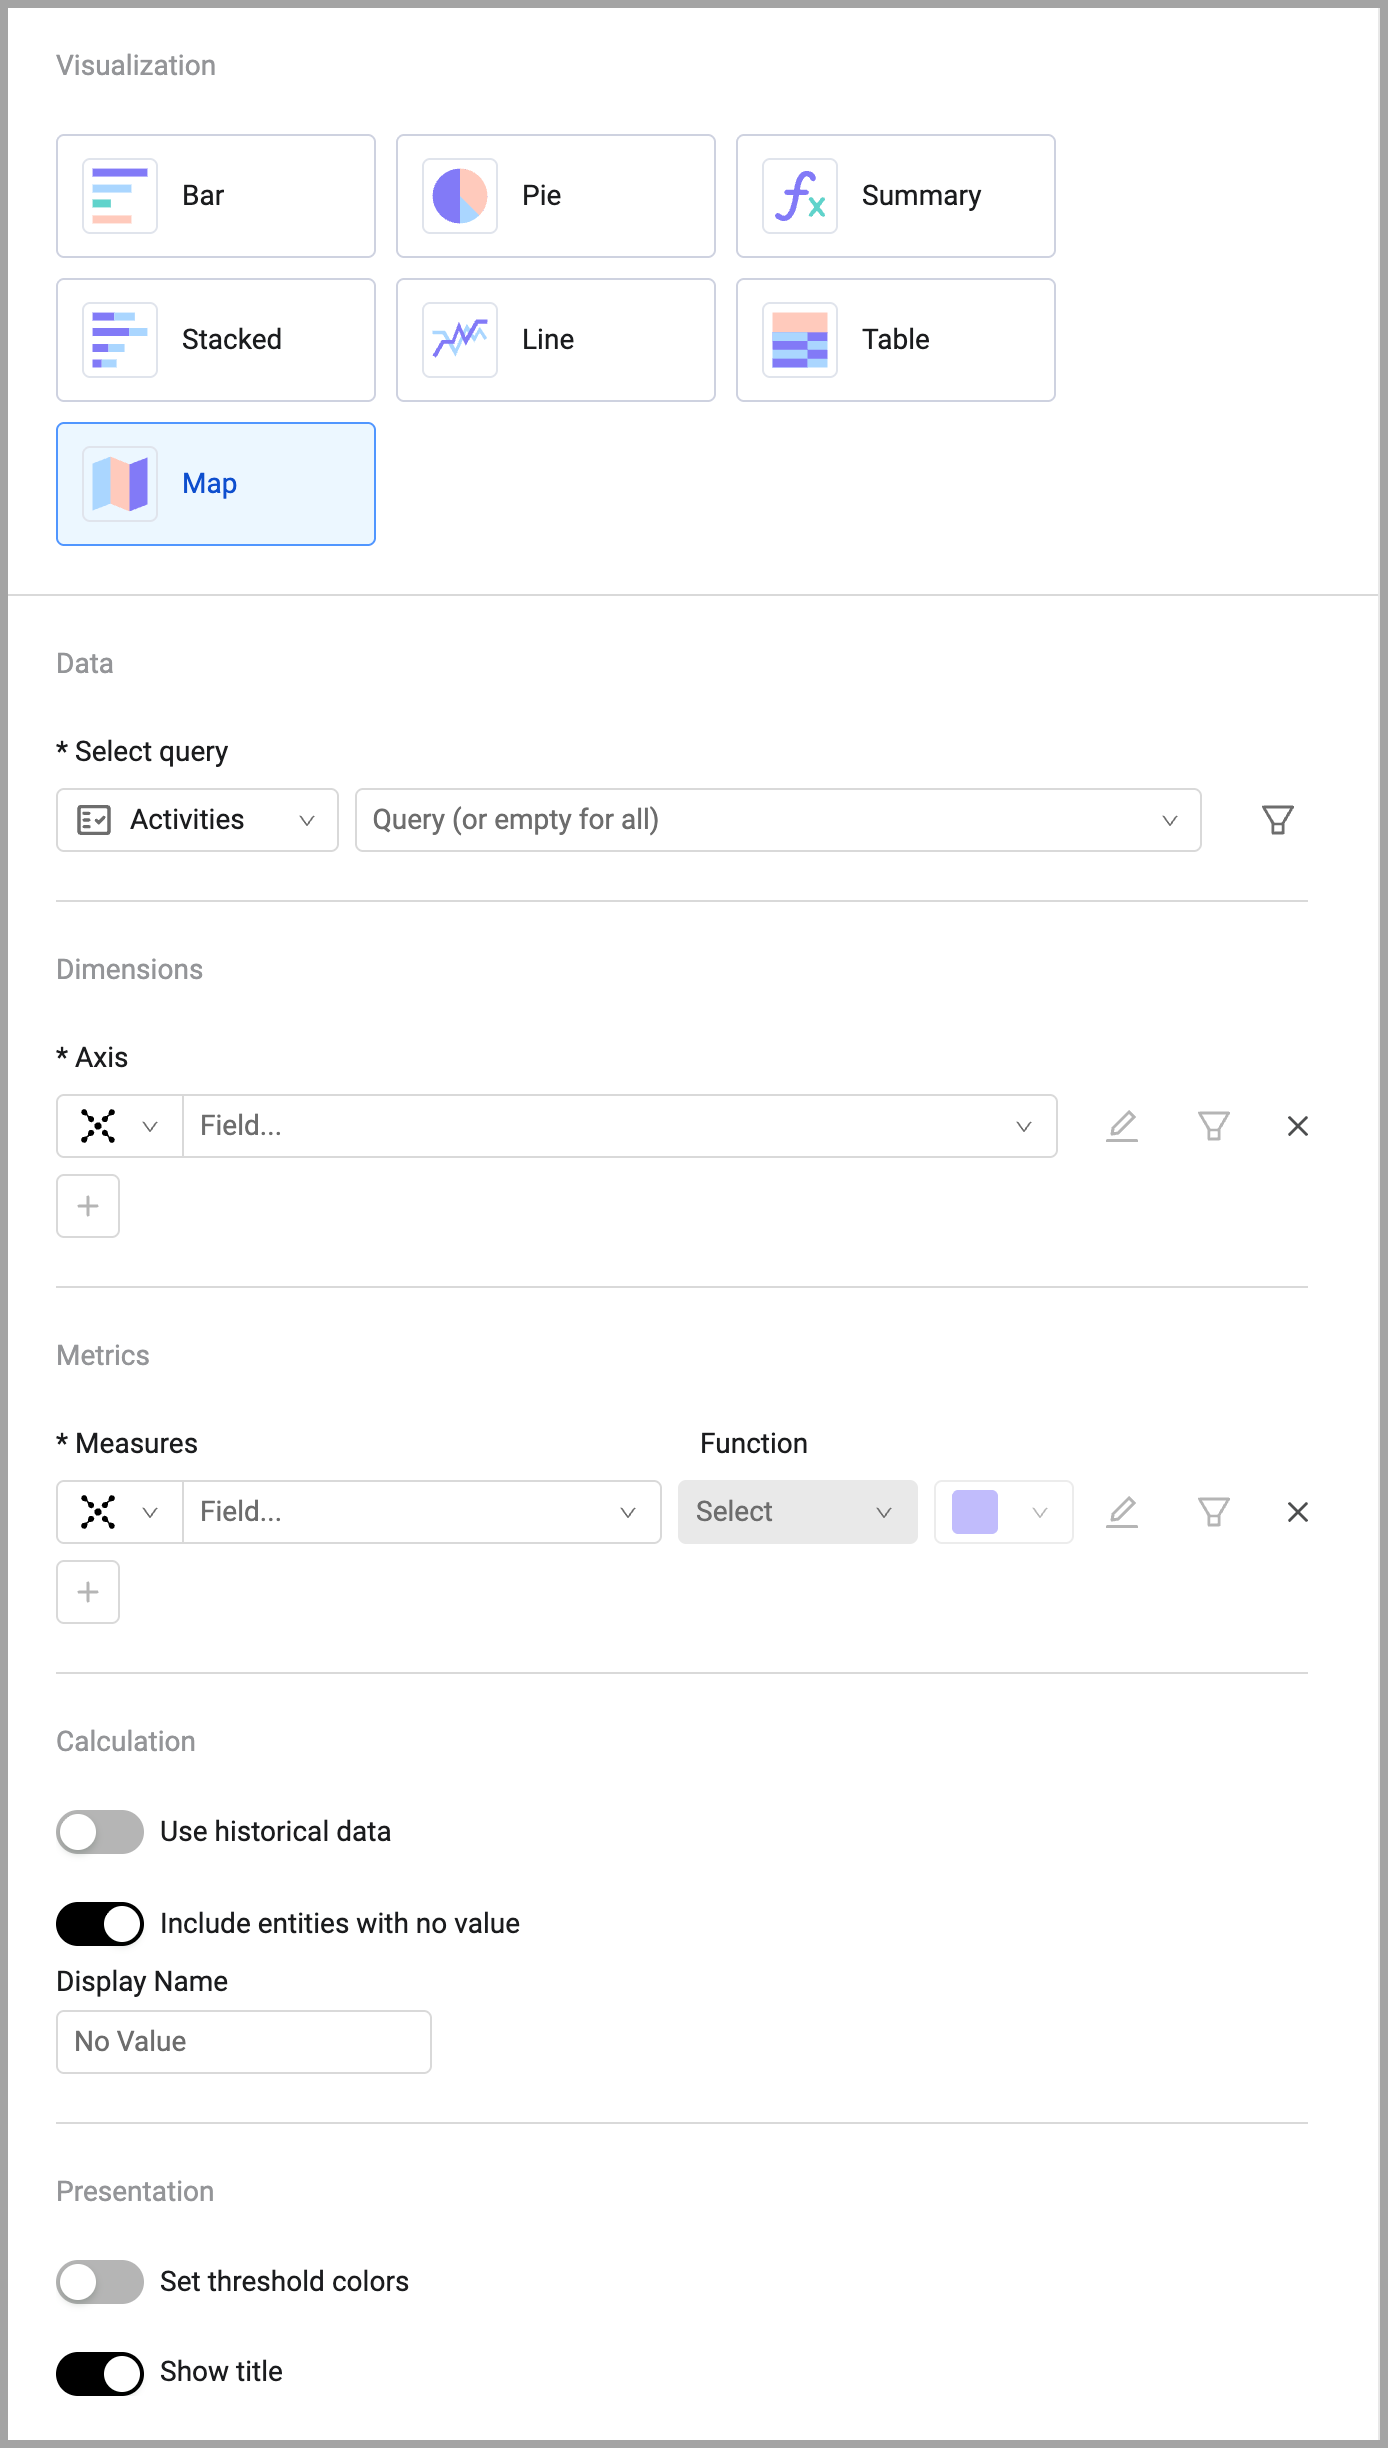 Visualization
Bar
Pie
Summary
Stacked
Line
Table
Map
Data
* Select query
Activities
Query (or empty for all)
Dimensions
* Axis
Field...
Metrics
* Measures
Function
Field...
Select
Calculation
Use historical data
Include entities with no value
Display Name
No Value
Presentation
Set threshold colors
Show title